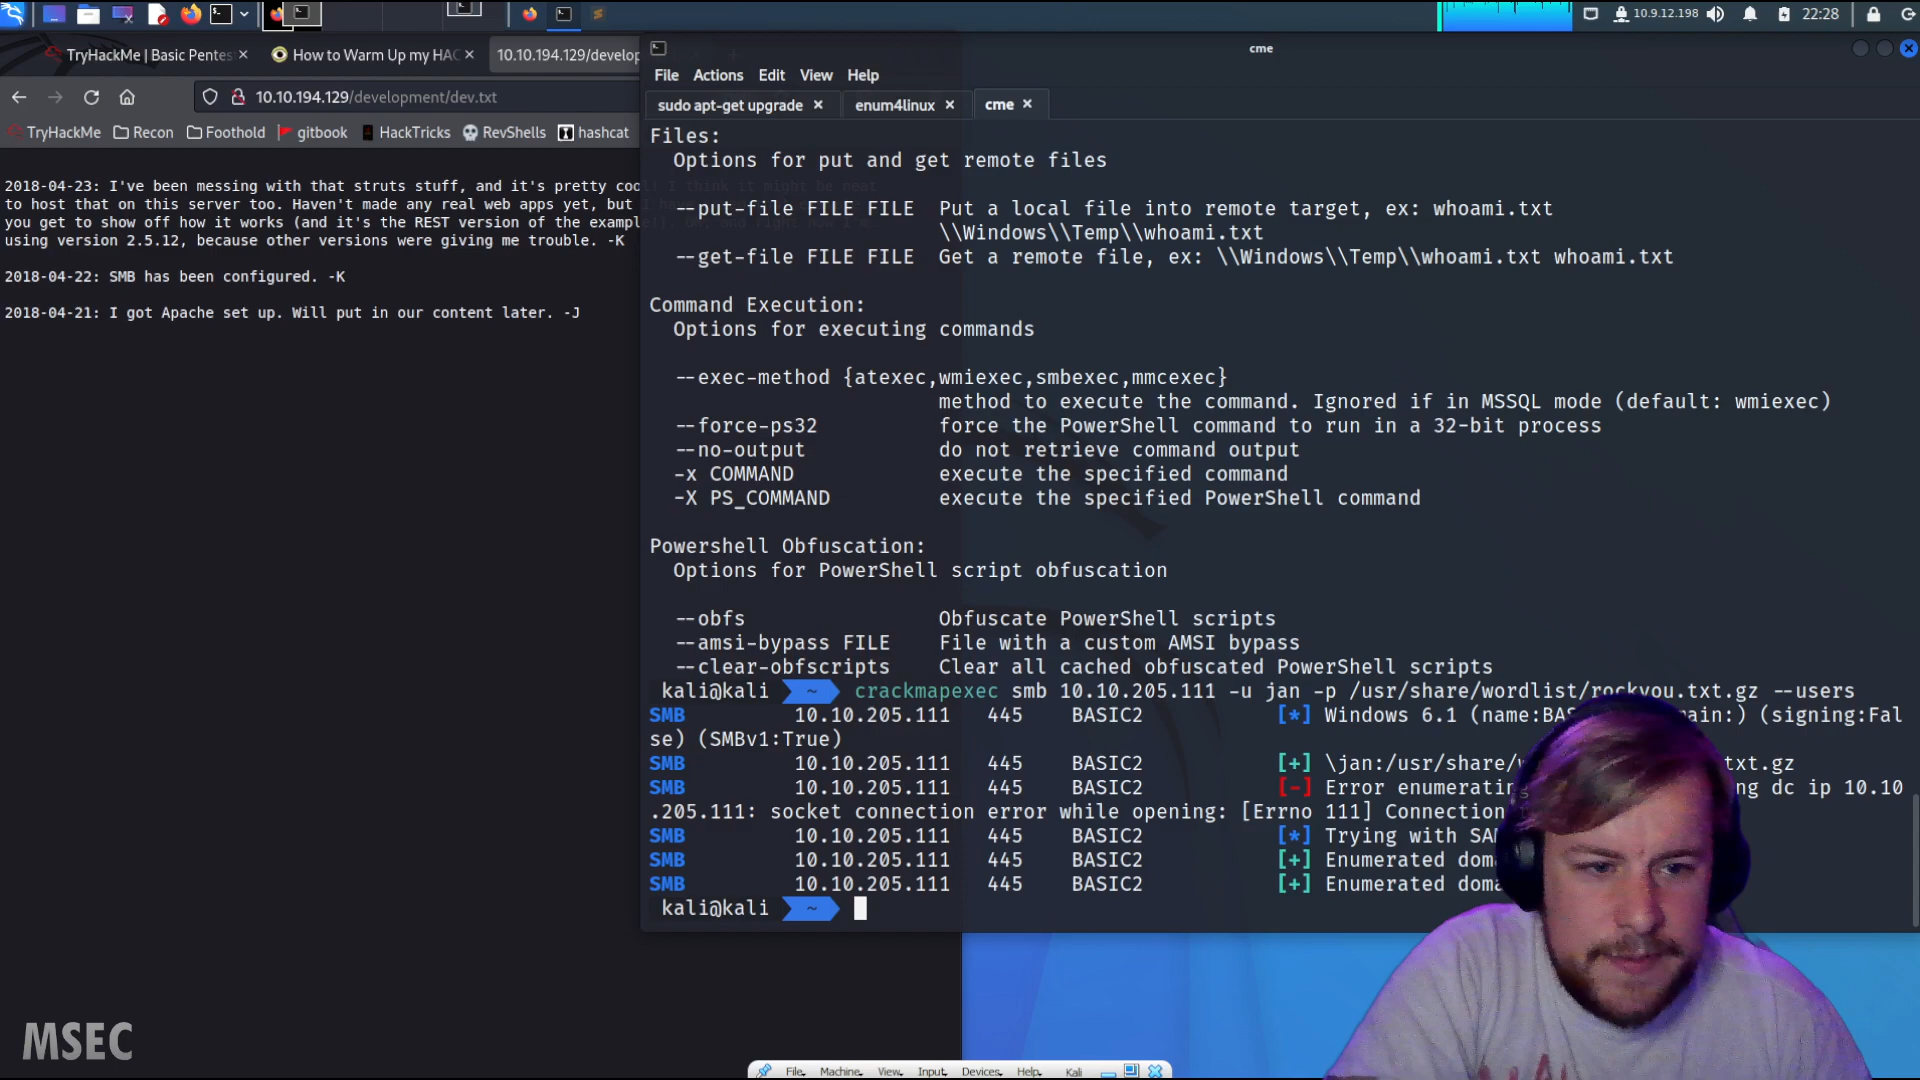 22:28
10.9.12.198
TryHackMe | Basic Pentes
How to Warm Up my HAC
10.10.194.129/develop
10.10.194.129/development/dev.txt
TryHackMe
Recon
Foothold
gitbook
HackTricks
RevShells
hashcat
2018-04-23: I've been messing with that struts stuff, and it's pretty coo
to host that on this server too. Haven't made any real web apps yet, but
you get to show off how it works (and it's the REST version of the example
using version 2.5.12, because other versions were giving me trouble. -K
2018-04-22: SMB has been configured. -K
2018-04-21: I got Apache set up. Will put in our content later. -J
cme
File Actions Edit View Help
sudo apt-get upgrade
enum4linux
cme
Files:
Options for put and get remote files
--put-file FILE FILE Put a local file into remote target, ex: whoami.txt
\\Windows\\Temp\\whoami.txt
--get-file FILE FILE Get a remote file, ex: \\Windows\\Temp\\whoami.txt whoami.txt
Command Execution:
Options for executing commands
--exec-method {atexec,wmiexec,smbexec,mmcexec}
method to execute the command. Ignored if in MSSQL mode (default: wmiexec)
--force-ps32 force the PowerShell command to run in a 32-bit process
--no-output do not retrieve command output
-x COMMAND execute the specified command
-X PS_COMMAND execute the specified PowerShell command
Powershell Obfuscation:
Options for PowerShell script obfuscation
--obfs Obfuscate PowerShell scripts
--amsi-bypass FILE File with a custom AMSI bypass
--clear-obfscripts Clear all cached obfuscated PowerShell scripts
kali@kali ~ crackmapexec smb 10.10.205.111 -u jan -p /usr/share/wordlist/rockyou.txt.gz --users
SMB 10.10.205.111 445 BASIC2 [*] Windows 6.1 (name:BAS main:) (signing:Fal
se) (SMBv1:True)
SMB 10.10.205.111 445 BASIC2 [+] \jan:/usr/share/w txt.gz
SMB 10.10.205.111 445 BASIC2 [-] Error enumerating ng dc ip 10.10
.205.111: socket connection error while opening: [Errno 111] Connection
SMB 10.10.205.111 445 BASIC2 [*] Trying with SAM
SMB 10.10.205.111 445 BASIC2 [+] Enumerated doma
SMB 10.10.205.111 445 BASIC2 [+] Enumerated doma
kali@kali ~
MSEC
File Machine View Input Devices Help Kali